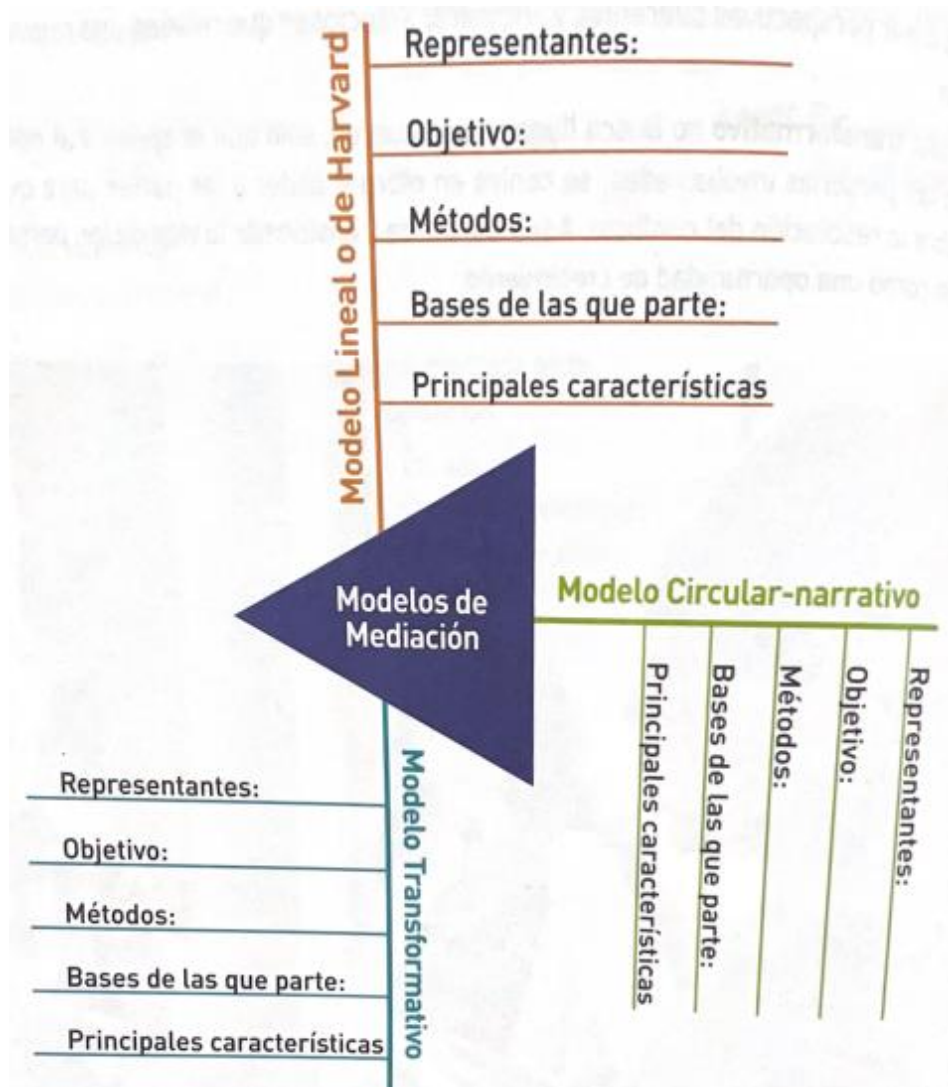 Modelo Lineal o de Harvard
Representantes:
Objetivo:
Métodos:
Bases de las que parte:
Principales características
Modelos de
Mediación
Modelo Circular-narrativo
Representantes:
Objetivo:
Métodos:
Bases de las que parte:
Principales características
Modelo Transformativo
Representantes:
Objetivo:
Métodos:
Bases de las que parte:
Principales características